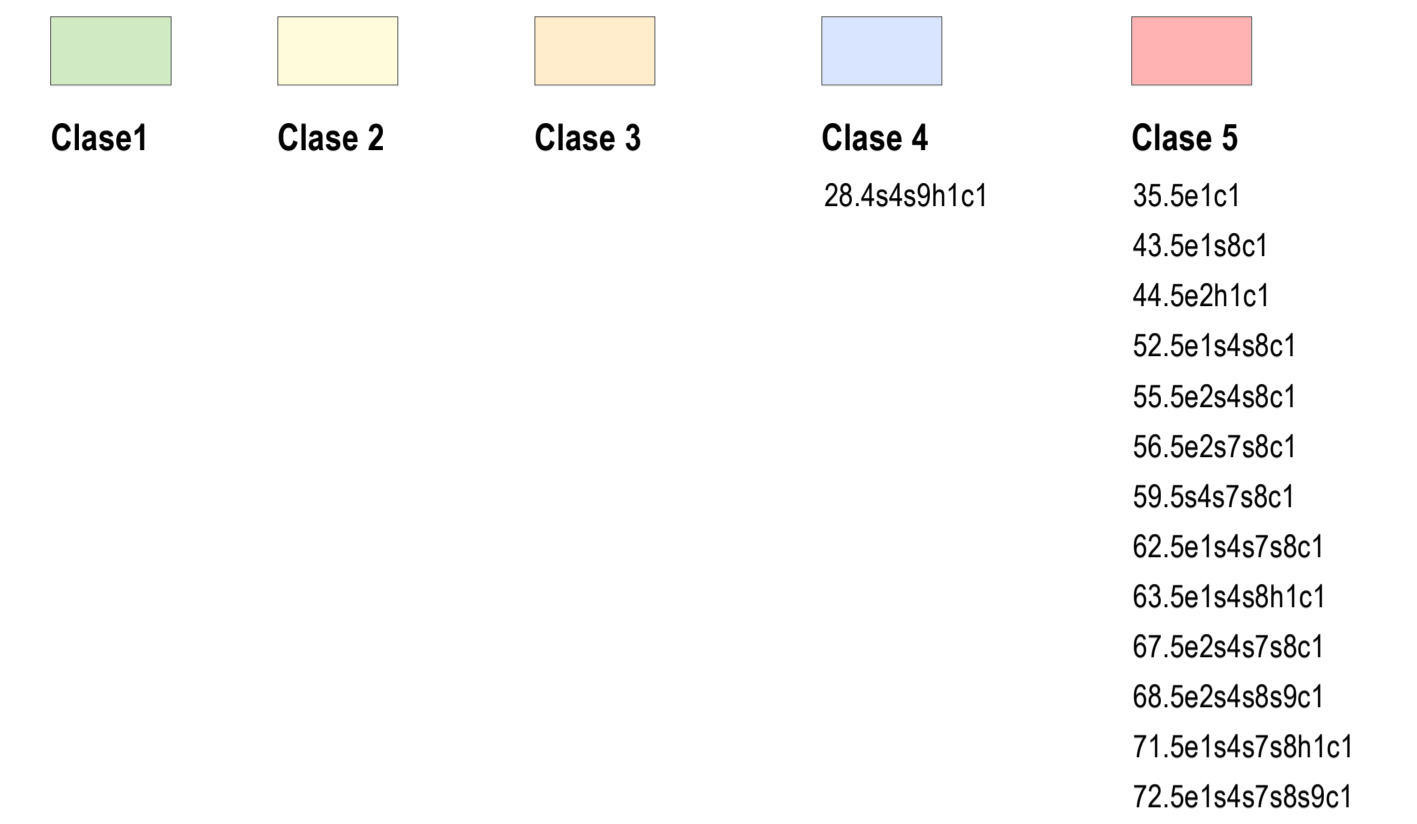 Clase1
Clase 2
Clase 3
Clase 4
28.4s4s9h1c1
Clase 5
35.5e1c1
43.5e1s8c1
44.5e2h1c1
52.5e1s4s8c1
55.5e2s4s8c1
56.5e2s7s8c1
59.5s4s7s8c1
62.5e1s4s7s8c1
63.5e1s4s8h1c1
67.5e2s4s7s8c1
68.5e2s4s8s9c1
71.5e1s4s7s8h1c1
72.5e1s4s7s8s9c1